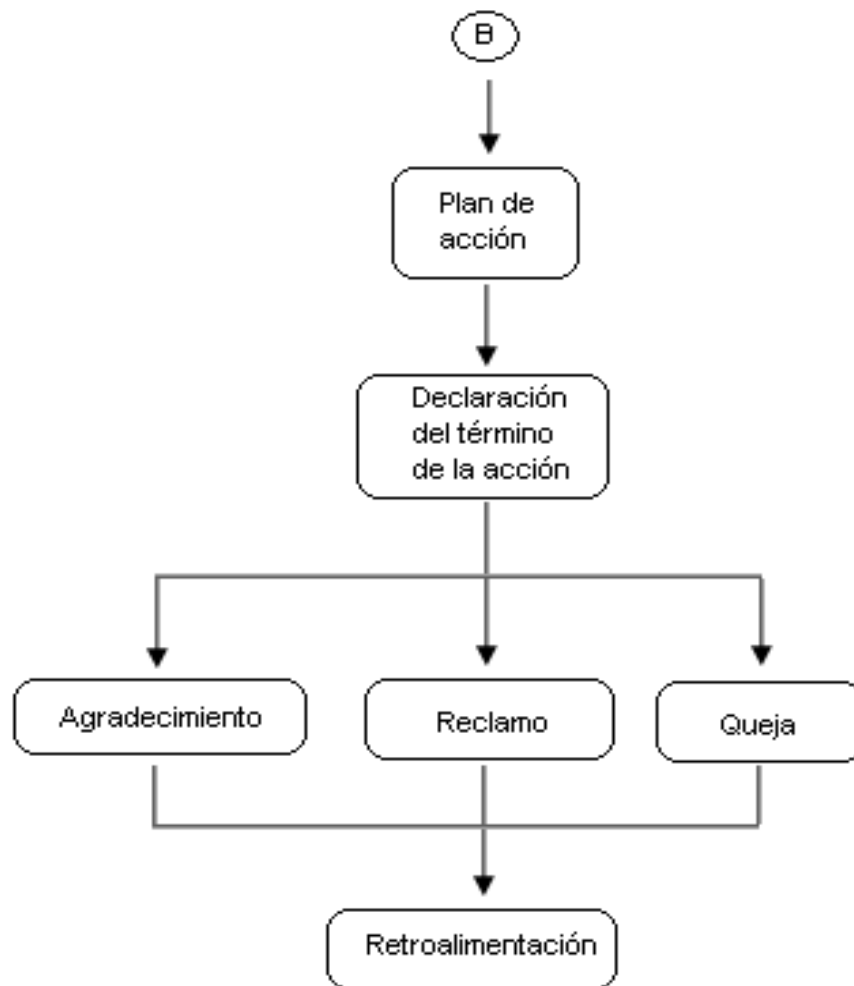 B
Plan de
acción
Declaración
del término
de la acción
Agradecimiento
Reclamo
Queja
Retroalimentación